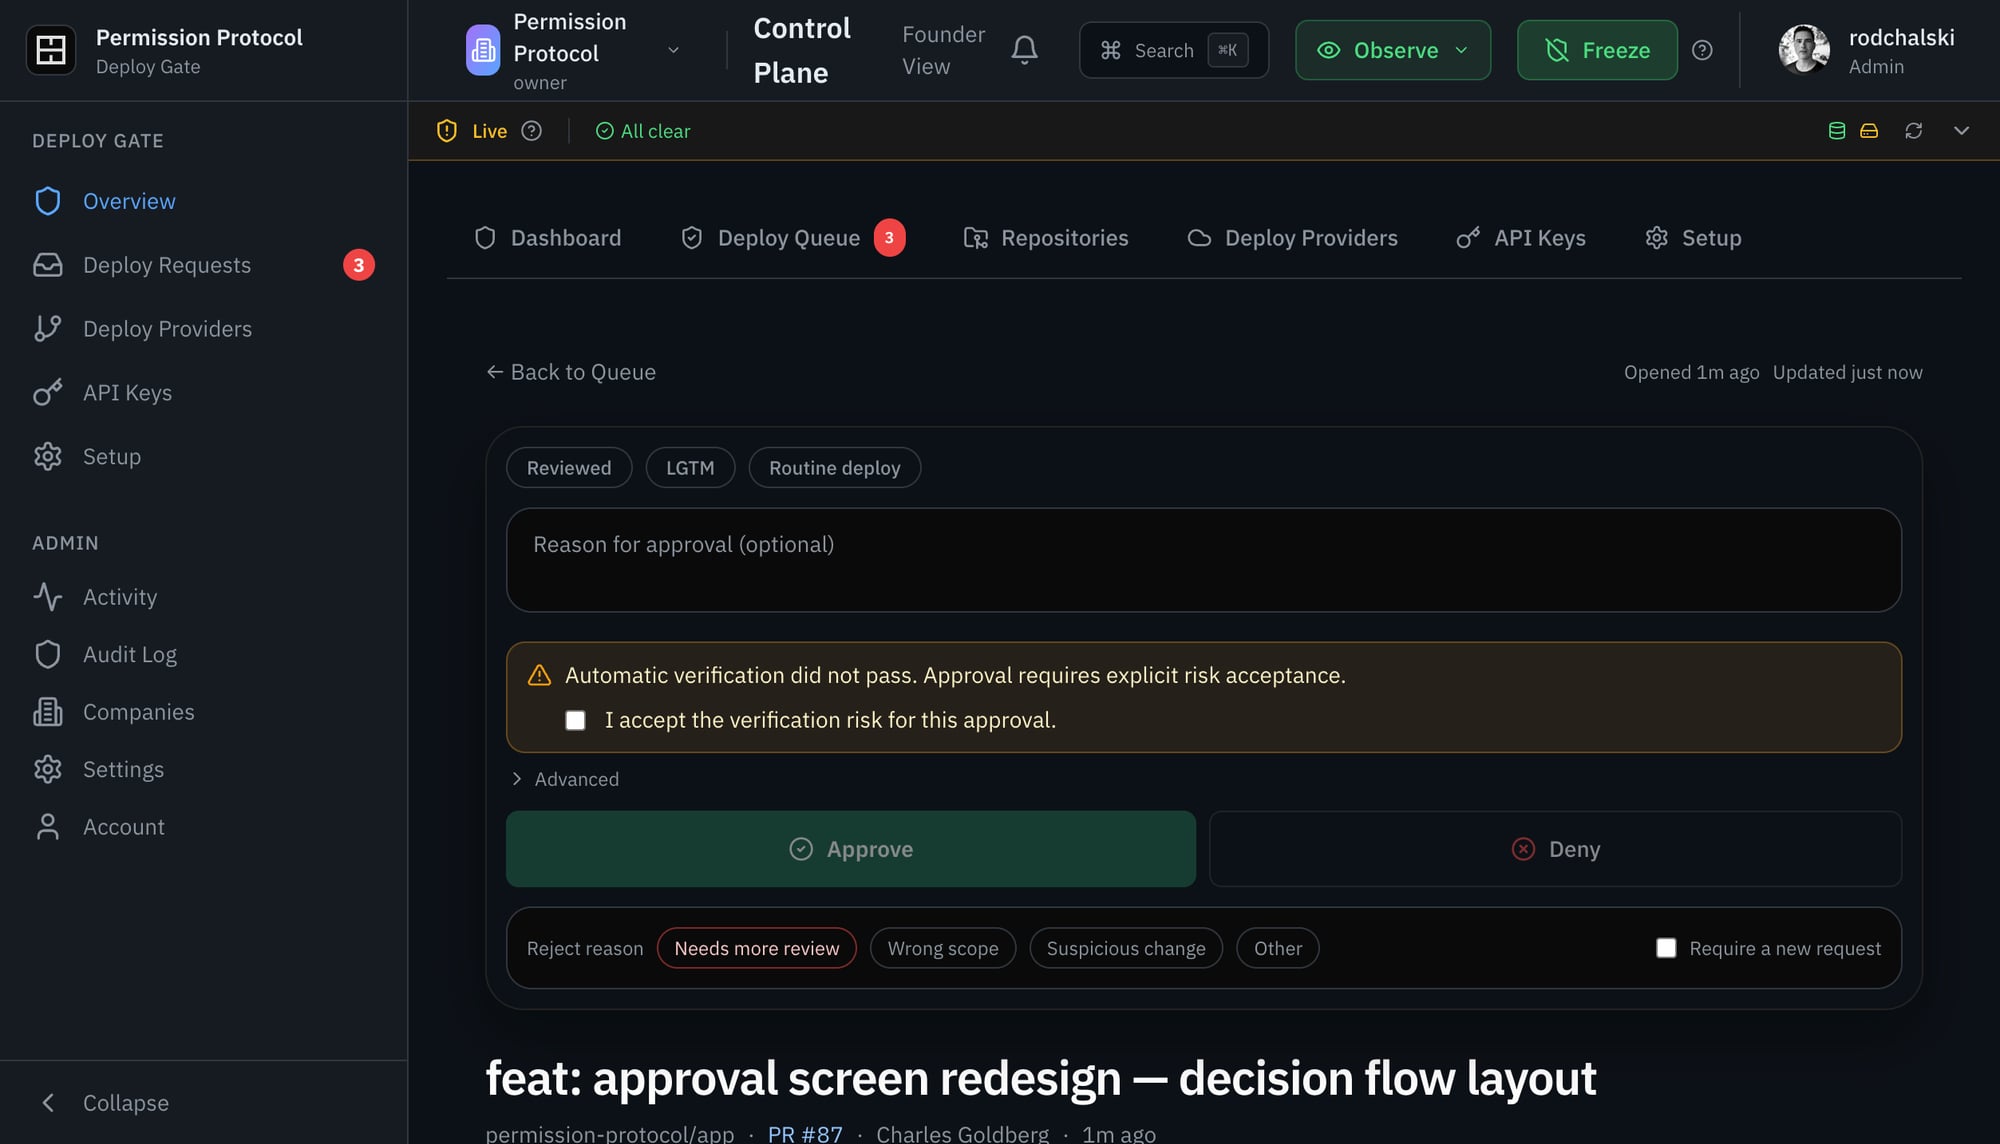 Permission Protocol
Deploy Gate
Permission
Protocol
owner
Control
Plane
Founder
View
⌘ Search ⌘K
Observe
Freeze
rodchalski
Admin
Live
All clear
DEPLOY GATE
Overview
Deploy Requests 3
Deploy Providers
API Keys
Setup
ADMIN
Activity
Audit Log
Companies
Settings
Account
Collapse
Dashboard Deploy Queue 3 Repositories Deploy Providers API Keys Setup
← Back to Queue
Opened 1m ago Updated just now
Reviewed LGTM Routine deploy
Reason for approval (optional)
Automatic verification did not pass. Approval requires explicit risk acceptance.
I accept the verification risk for this approval.
Advanced
Approve Deny
Reject reason Needs more review Wrong scope Suspicious change Other Require a new request
feat: approval screen redesign — decision flow layout
permission-protocol/app · PR #87 · Charles Goldberg · 1m ago